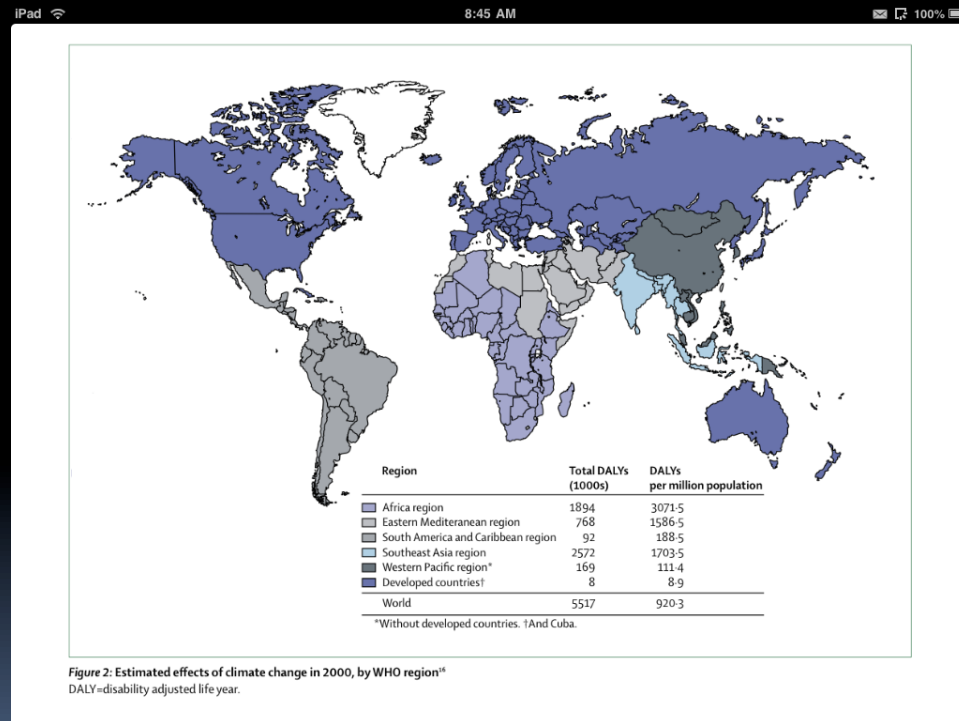 iPad 8:45 AM 100%
Region Total DALYs DALYs
(1000s) per million population
Africa region 1894 3071·5
Eastern Mediteranean region 768 1586·5
South America and Caribbean region 92 188·5
Southeast Asia region 2572 1703·5
Western Pacific region* 169 111·4
Developed countries† 8 8·9
World 5517 920·3
*Without developed countries. †And Cuba.
Figure 2: Estimated effects of climate change in 2000, by WHO region¹⁶
DALY=disability adjusted life year.